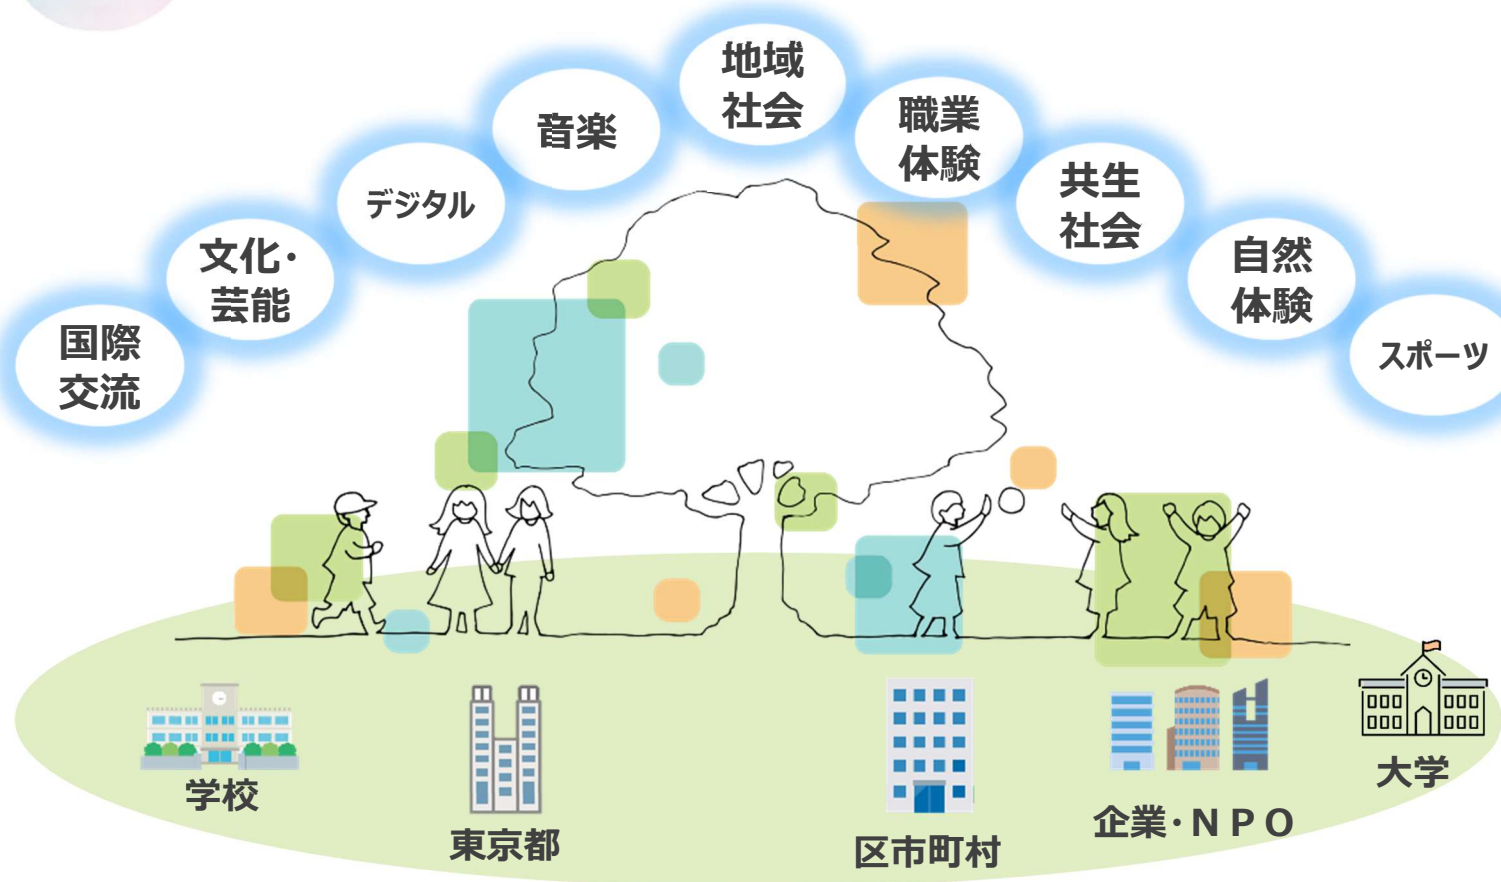 地域
社会
音楽
職業
体験
デジタル
共生
社会
文化・
芸能
自然
体験
国際
交流
スポーツ
学校
東京都
区市町村
企業・ＮＰＯ
大学